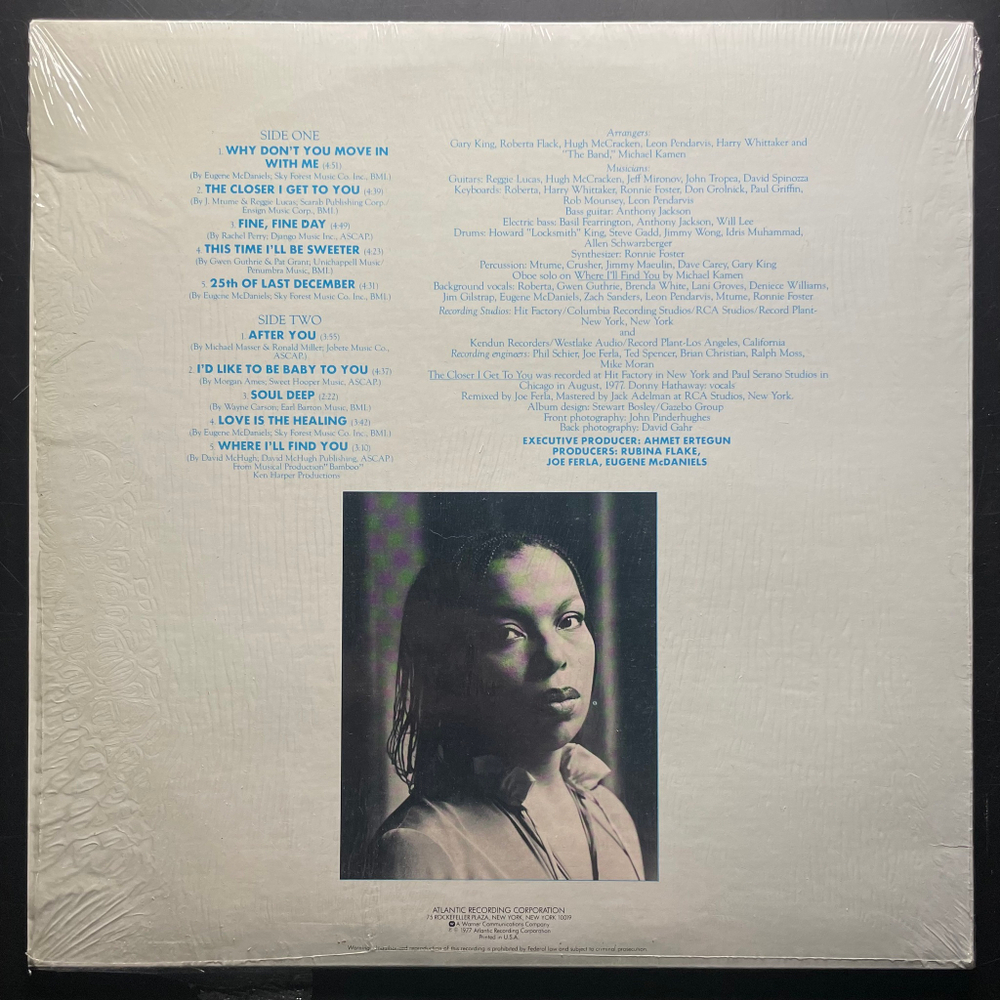 SIDE ONE
1. WHY DON'T YOU MOVE IN
WITH ME (4:51)
(By Eugene McDaniels; Sky Forest Music Co. Inc., BMI.)
2. THE CLOSER I GET TO YOU (4:39)
(By J. Mtume & Reggie Lucas; Scarab Publishing Corp./
Ensign Music Corp., BMI.)
3. FINE, FINE DAY (4:49)
(By Rachel Perry; Django Music Inc., ASCAP.)
4. THIS TIME I'LL BE SWEETER (4:23)
(By Gwen Guthrie & Pat Grant; Unichappell Music/
Penumbra Music, BMI.)
5. 25th OF LAST DECEMBER (4:31)
(By Eugene McDaniels; Sky Forest Music Co. Inc., BMI.)
SIDE TWO
1. AFTER YOU (3:55)
(By Michael Masser & Ronald Miller; Jobete Music Co.,
ASCAP.)
2. I'D LIKE TO BE BABY TO YOU (4:37)
(By Morgan Ames; Sweet Hooper Music, ASCAP.)
3. SOUL DEEP (2:22)
(By Wayne Carson; Earl Barton Music, BMI.)
4. LOVE IS THE HEALING (3:42)
(By Eugene McDaniels; Sky Forest Music Co. Inc., BMI.)
5. WHERE I'LL FIND YOU (3:10)
(By David McHugh; David McHugh Publishing, ASCAP.)
From Musical Production "Bamboo"
Ken Harper Productions
Arrangers:
Gary King, Roberta Flack, Hugh McCracken, Leon Pendarvis, Harry Whittaker and
"The Band," Michael Kamen
Musicians:
Guitars: Reggie Lucas, Hugh McCracken, Jeff Mironov, John Tropea, David Spinozza
Keyboards: Roberta, Harry Whittaker, Ronnie Foster, Don Grolnick, Paul Griffin,
Rob Mounsey, Leon Pendarvis
Bass guitar: Anthony Jackson
Electric bass: Basil Fearrington, Anthony Jackson, Will Lee
Drums: Howard "Locksmith" King, Steve Gadd, Jimmy Wong, Idris Muhammad,
Allen Schwarzberger
Synthesizer: Ronnie Foster
Percussion: Mtume, Crusher, Jimmy Maeulin, Dave Carey, Gary King
Oboe solo on Where I'll Find You by Michael Kamen
Background vocals: Roberta, Gwen Guthrie, Brenda White, Lani Groves, Deniece Williams,
Jim Gilstrap, Eugene McDaniels, Zach Sanders, Leon Pendarvis, Mtume, Ronnie Foster
Recording Studios: Hit Factory/Columbia Recording Studios/RCA Studios/Record Plant-
New York, New York
and
Kendun Recorders/Westlake Audio/Record Plant-Los Angeles, California
Recording engineers: Phil Schier, Joe Ferla, Ted Spencer, Brian Christian, Ralph Moss,
Mike Moran
The Closer I Get To You was recorded at Hit Factory in New York and Paul Serano Studios in
Chicago in August, 1977. Donny Hathaway: vocals
Remixed by Joe Ferla, Mastered by Jack Adelman at RCA Studios, New York.
Album design: Stewart Bosley/Gazebo Group
Front photography: John Pinderhughes
Back photography: David Gahr
EXECUTIVE PRODUCER: AHMET ERTEGUN
PRODUCERS: RUBINA FLAKE,
JOE FERLA, EUGENE McDANIELS
ATLANTIC RECORDING CORPORATION
75 ROCKEFELLER PLAZA, NEW YORK, NEW YORK 10019
A Warner Communications Company
℗ © 1977 Atlantic Recording Corporation
Printed in U.S.A.
Warning: Unauthorized reproduction of this recording is prohibited by Federal law and subject to criminal prosecution.